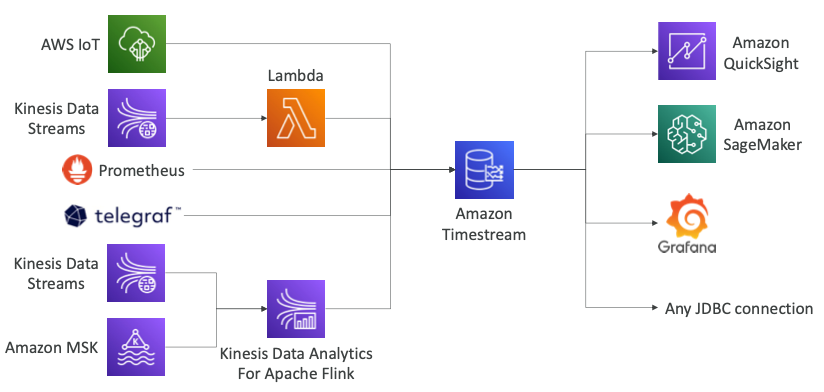 AWS IoT
Lambda
Kinesis Data
Streams
Prometheus
telegraf™
Kinesis Data
Streams
Amazon MSK
K
Kinesis Data Analytics
For Apache Flink
Amazon
Timestream
Amazon
QuickSight
Amazon
SageMaker
Grafana
Any JDBC connection